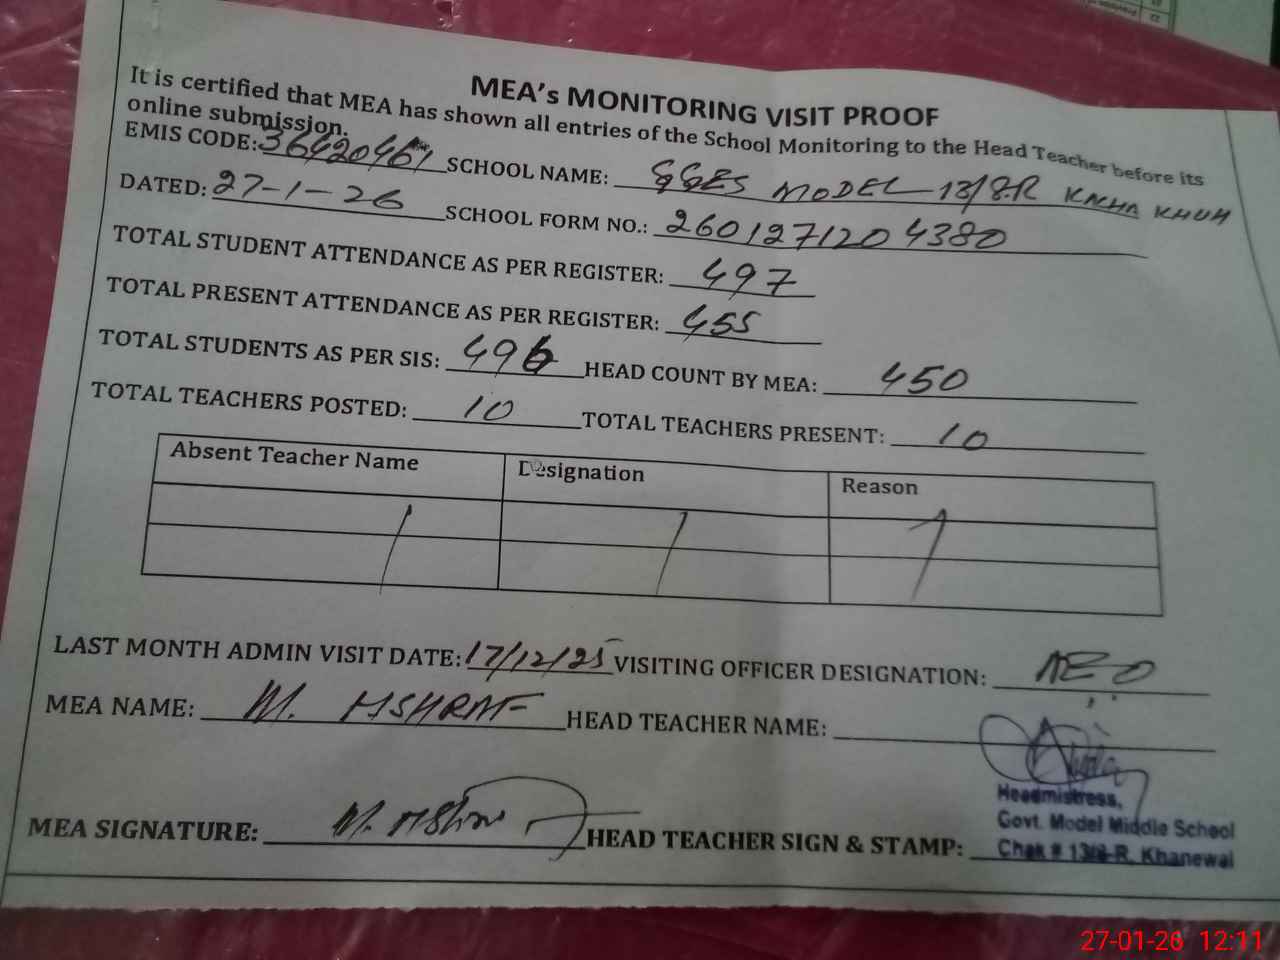 MEA's MONITORING VISIT PROOF
It is certified that MEA has shown all entries of the School Monitoring to the Head Teacher before its
online submission.
EMIS CODE: 36420461 SCHOOL NAME: GGES MODEL 13/8-R KACHA KHUH
DATED: 27-1-26 SCHOOL FORM NO.: 2601271204380
TOTAL STUDENT ATTENDANCE AS PER REGISTER: 497
TOTAL PRESENT ATTENDANCE AS PER REGISTER: 455
TOTAL STUDENTS AS PER SIS: 496 HEAD COUNT BY MEA: 450
TOTAL TEACHERS POSTED: 10 TOTAL TEACHERS PRESENT: 10
Absent Teacher Name Designation Reason
LAST MONTH ADMIN VISIT DATE: 17/12/25 VISITING OFFICER DESIGNATION: AEO
MEA NAME: M. ASHRAF HEAD TEACHER NAME:
Headmistress,
Govt. Model Middle School
MEA SIGNATURE: M. Ashraf HEAD TEACHER SIGN & STAMP: Chak # 13/8-R, Khanewal
27-01-26 12:11